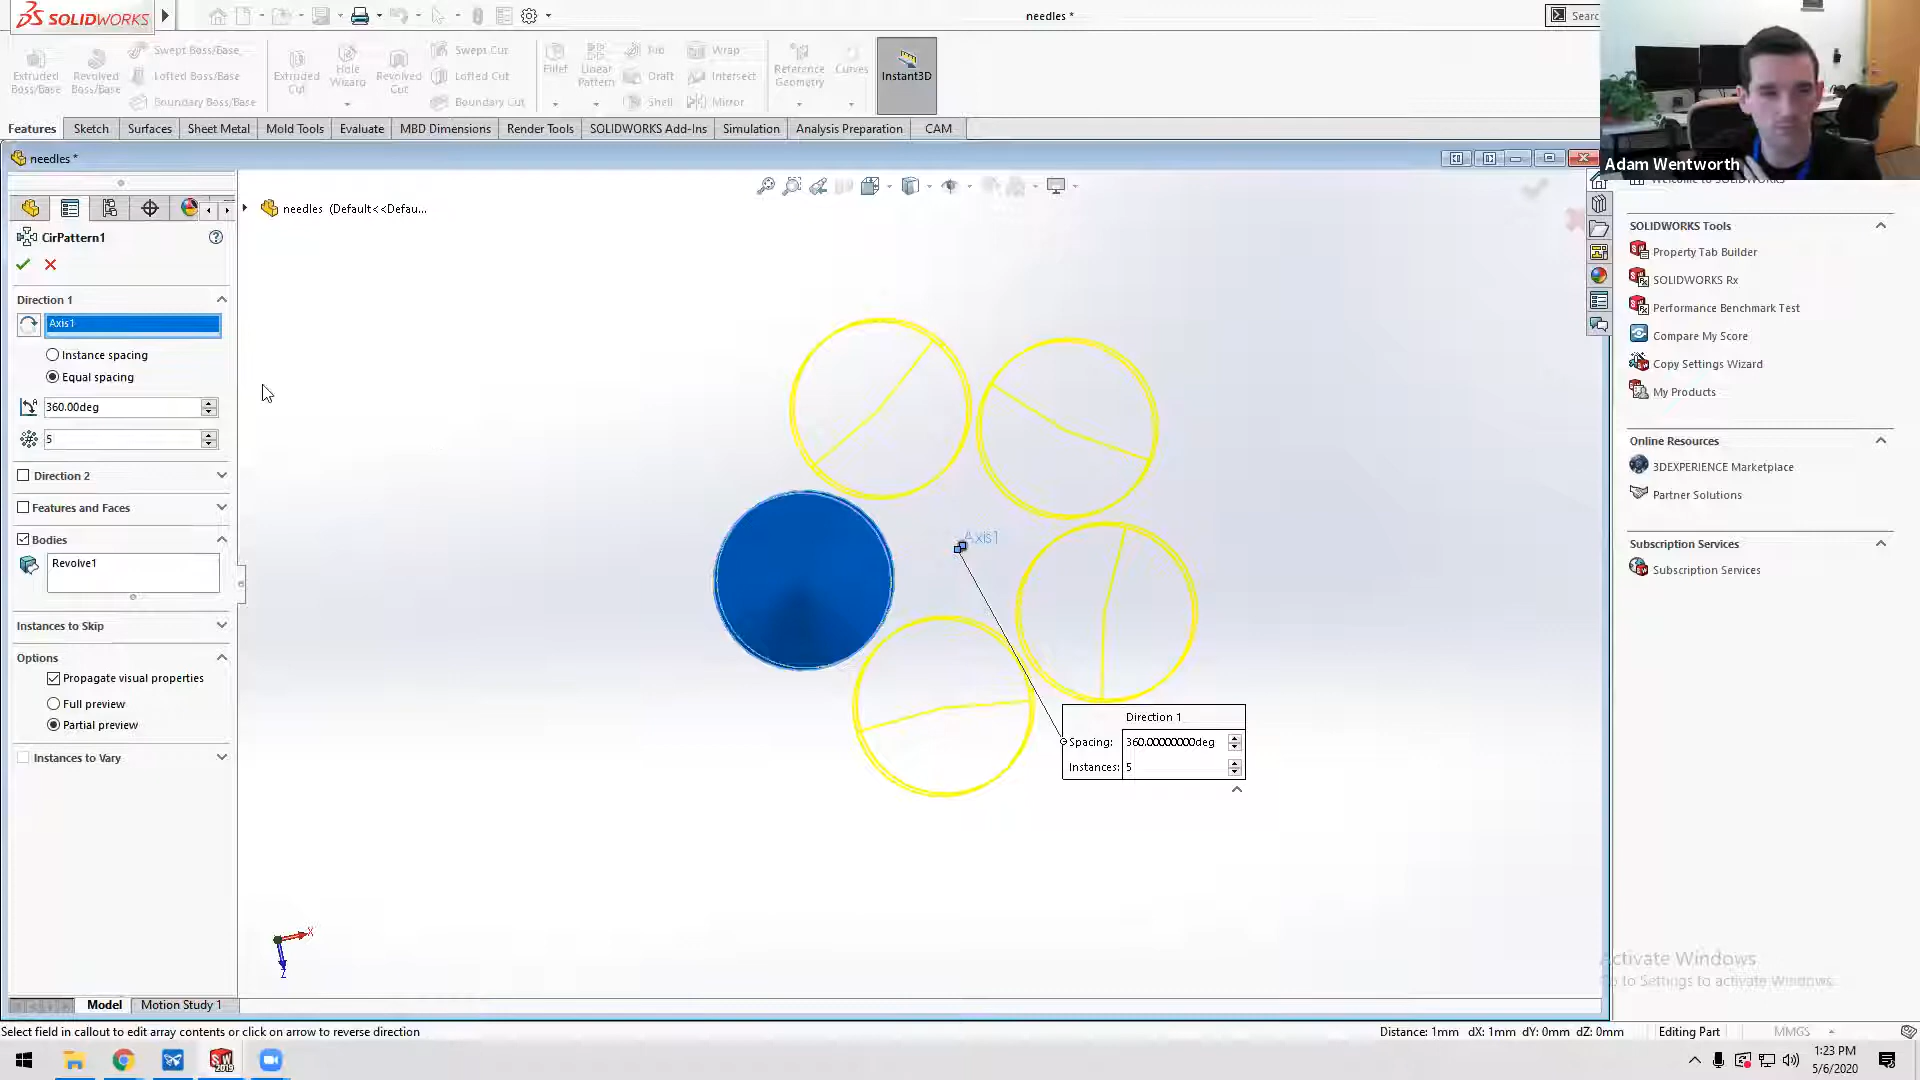 SOLIDWORKS
needles *
Searc
Extruded Boss/Base
Revolved Boss/Base
Swept Boss/Base
Lofted Boss/Base
Boundary Boss/Base
Extruded Cut
Hole Wizard
Revolved Cut
Swept Cut
Lofted Cut
Boundary Cut
Fillet
Linear Pattern
Rib
Draft
Shell
Wrap
Intersect
Mirror
Reference Geometry
Curves
Instant3D
Features
Sketch
Surfaces
Sheet Metal
Mold Tools
Evaluate
MBD Dimensions
Render Tools
SOLIDWORKS Add-Ins
Simulation
Analysis Preparation
CAM
Adam Wentworth
needles *
needles (Default<<Defau...
CirPattern1
Direction 1
Axis1
Instance spacing
Equal spacing
360.00deg
5
Direction 2
Features and Faces
Bodies
Revolve1
Instances to Skip
Options
Propagate visual properties
Full preview
Partial preview
Instances to Vary
Axis1
Direction 1
Spacing: 360.00000000deg
Instances: 5
X
Z
Welcome to SOLIDWORKS
SOLIDWORKS Tools
Property Tab Builder
SOLIDWORKS Rx
Performance Benchmark Test
Compare My Score
Copy Settings Wizard
My Products
Online Resources
3DEXPERIENCE Marketplace
Partner Solutions
Subscription Services
Subscription Services
Activate Windows
Go to Settings to activate Windows.
Model
Motion Study 1
Select field in callout to edit array contents or click on arrow to reverse direction
Distance: 1mm dX: 1mm dY: 0mm dZ: 0mm
Editing Part
MMGS
SW
2019
1:23 PM
5/6/2020